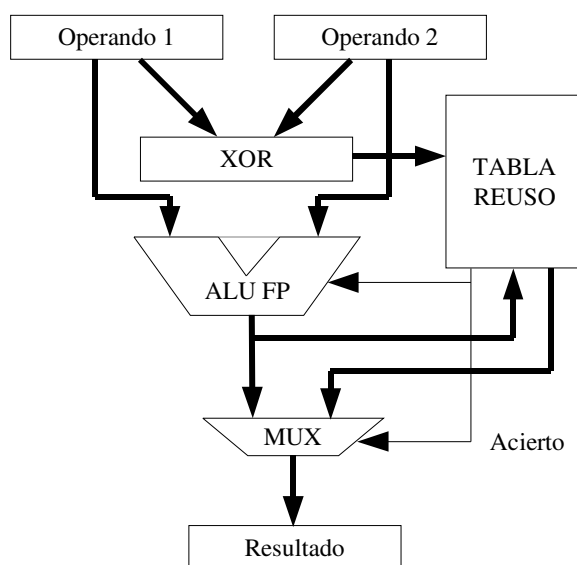 Operando 1
Operando 2
XOR
TABLA
REUSO
ALU FP
MUX
Acierto
Resultado